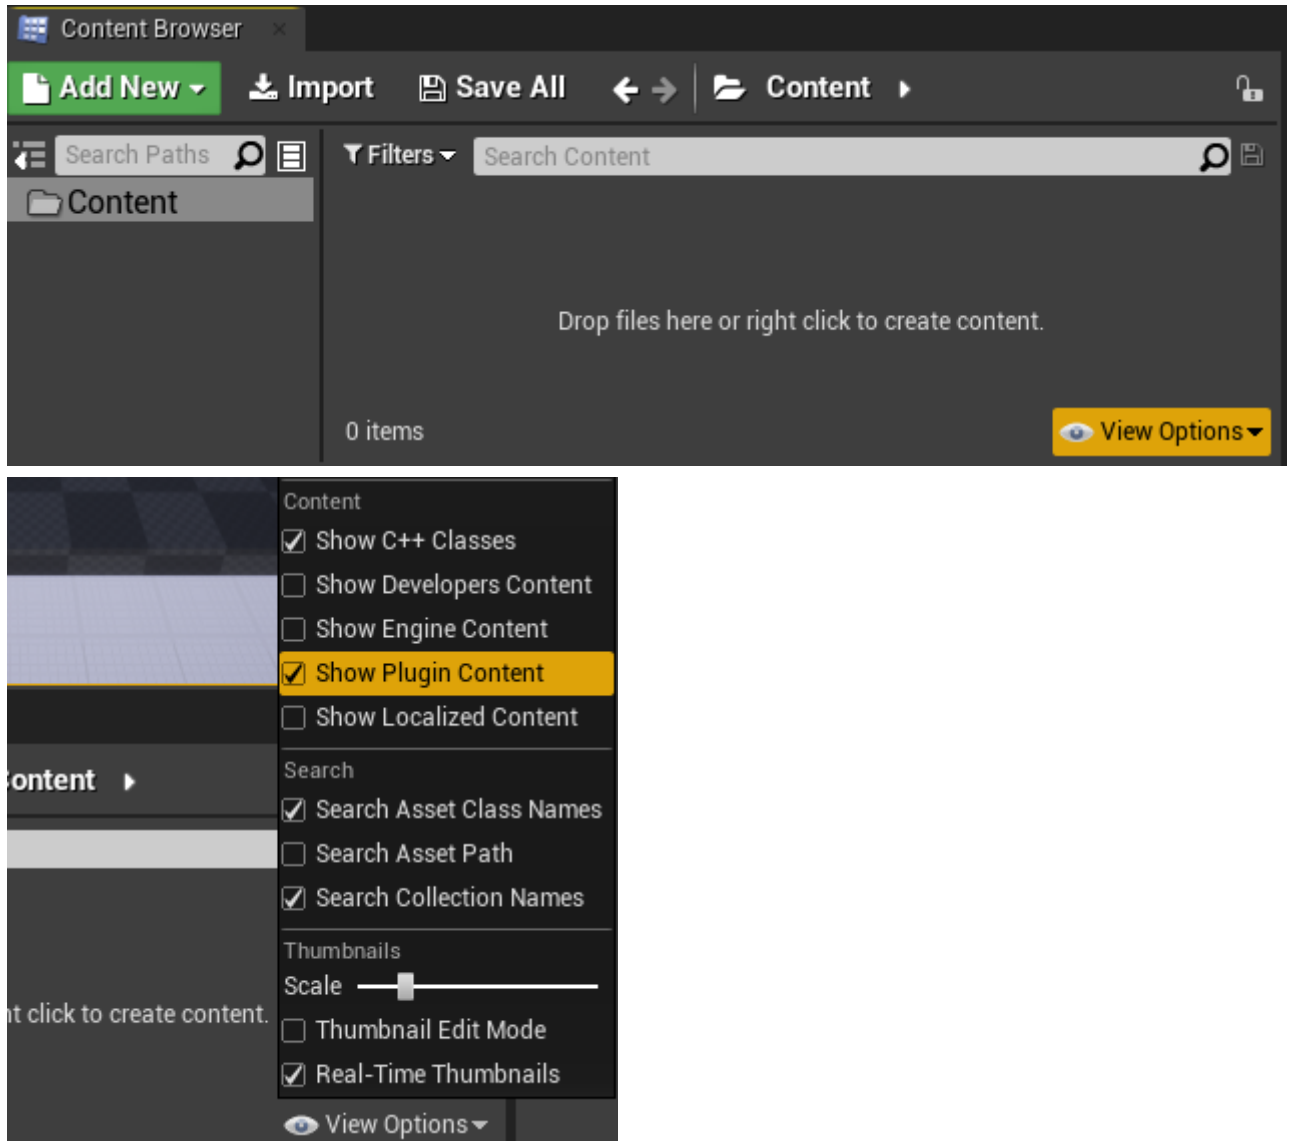 Content Browser
Add New Import Save All Content
Search Paths Filters Search Content
Content
Drop files here or right click to create content.
0 items View Options
Content
Show C++ Classes
Show Developers Content
Show Engine Content
Show Plugin Content
Show Localized Content
ontent
Search
Search Asset Class Names
Search Asset Path
Search Collection Names
Thumbnails
Scale
ht click to create content.
Thumbnail Edit Mode
Real-Time Thumbnails
View Options